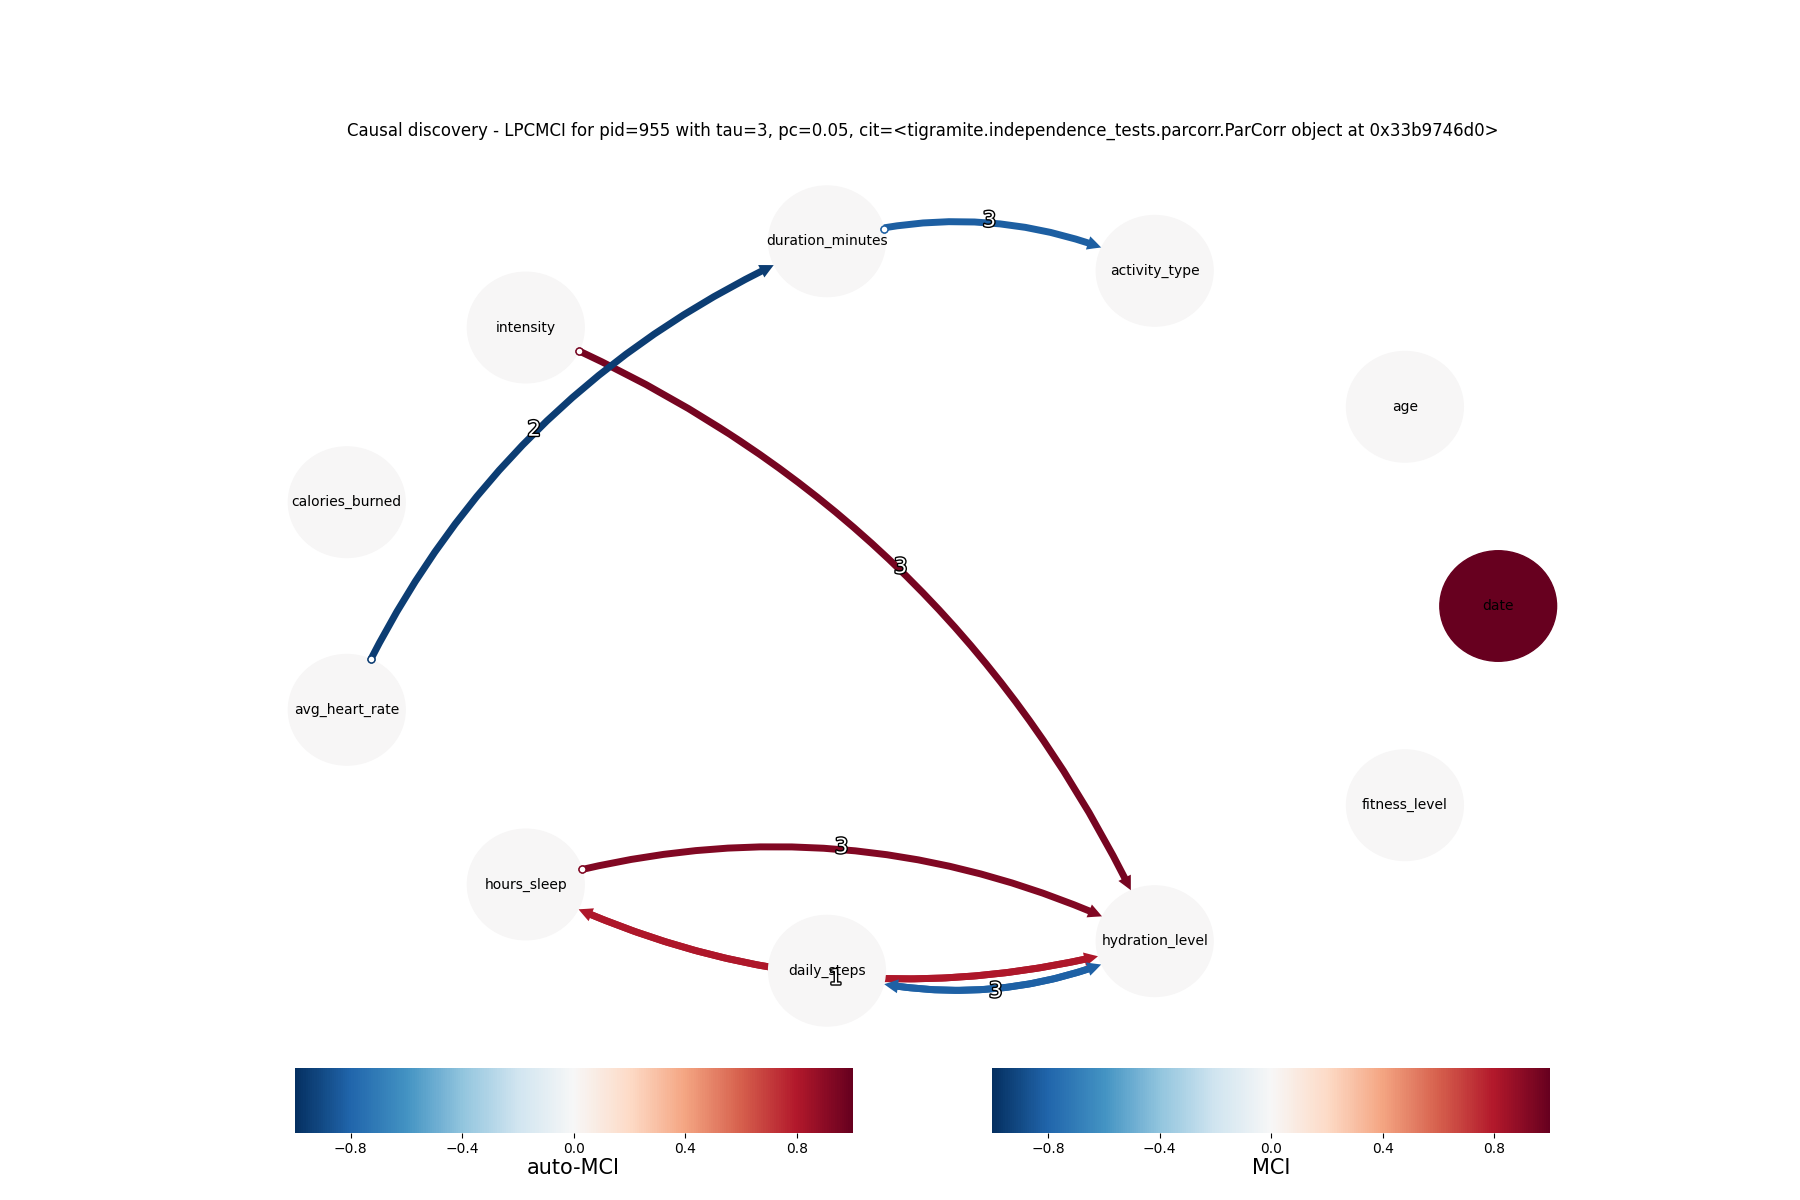 Causal discovery - LPCMCI for pid=955 with tau=3, pc=0.05, cit=<tigramite.independence_tests.parcorr.ParCorr object at 0x33b9746d0>
3
duration_minutes
activity_type
intensity
age
2
calories_burned
3
date
avg_heart_rate
fitness_level
3
hours_sleep
hydration_level
daily_steps
1
3
−0.8 −0.4 0.0 0.4 0.8
auto-MCI
−0.8 −0.4 0.0 0.4 0.8
MCI